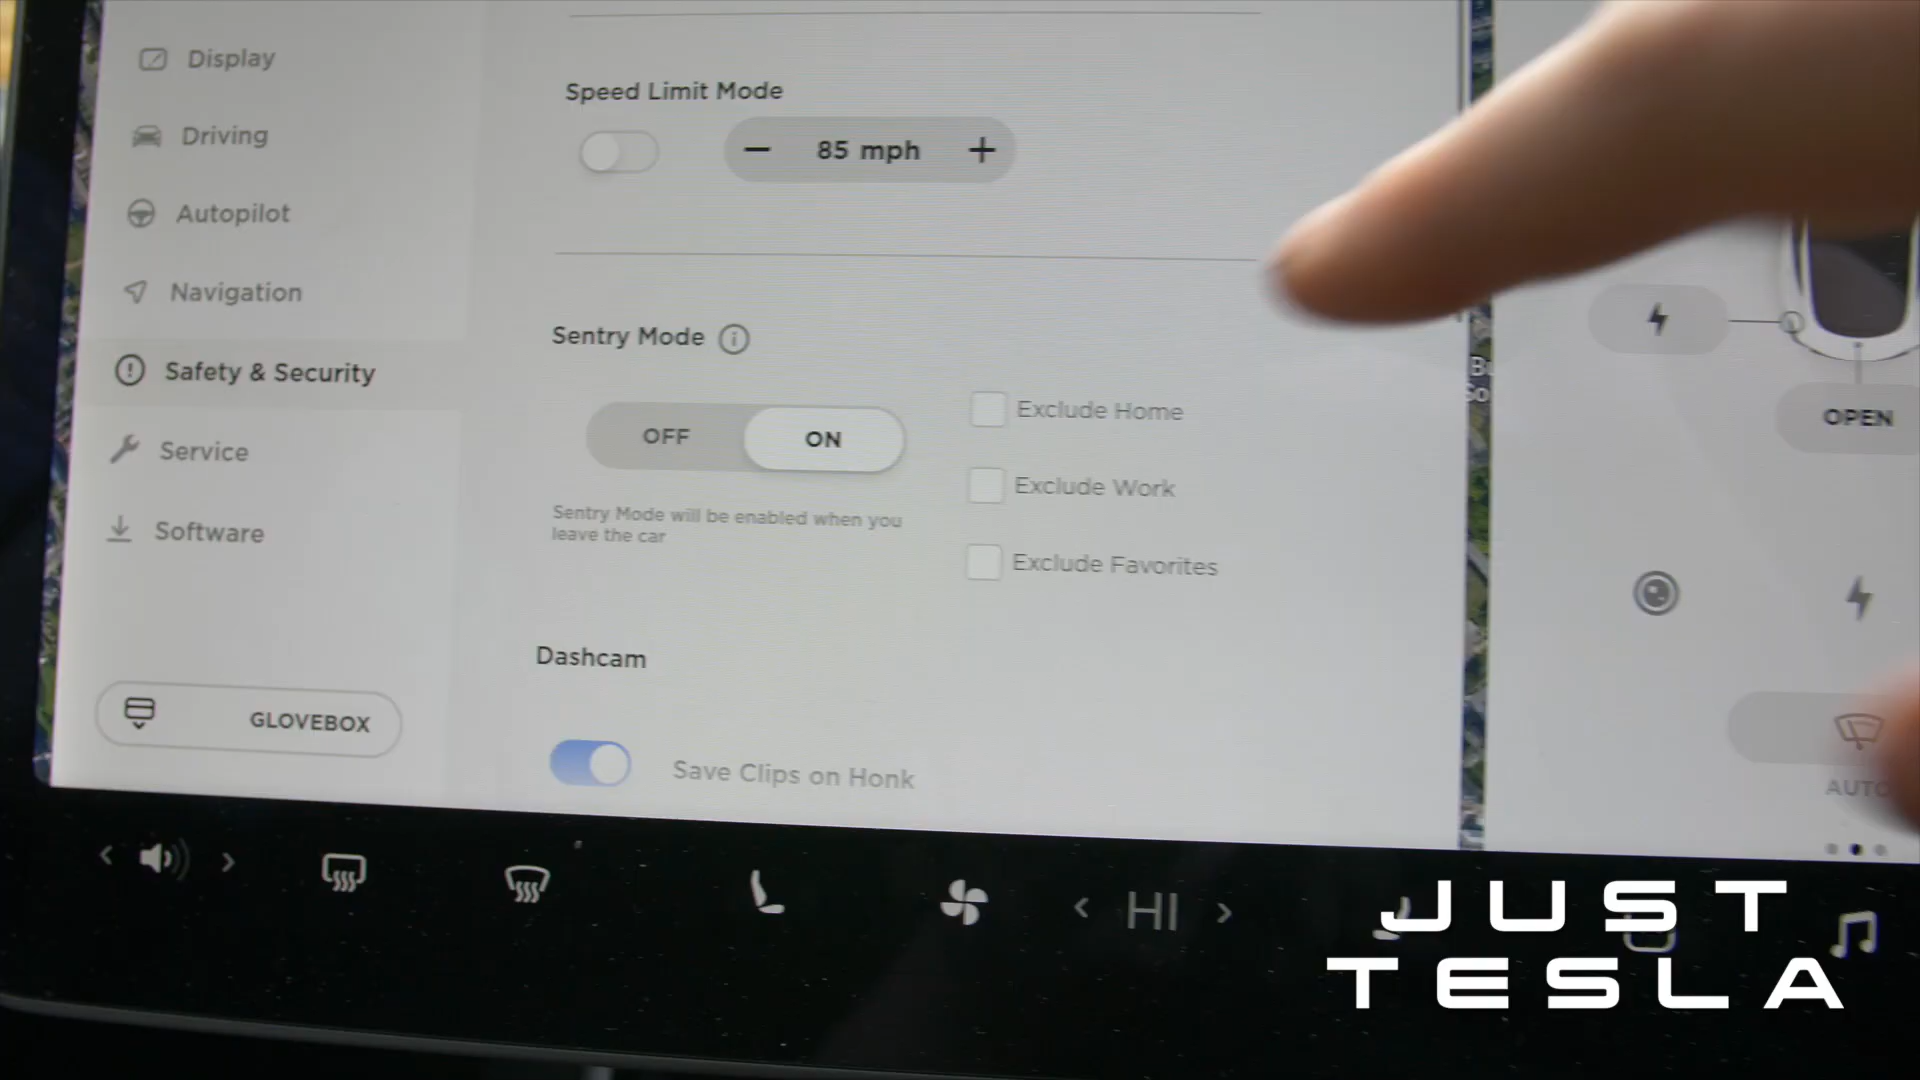 Display
Driving
Autopilot
Navigation
Safety & Security
Service
Software
GLOVEBOX
Speed Limit Mode
85 mph
Sentry Mode
OFF
ON
Sentry Mode will be enabled when you
leave the car
Exclude Home
Exclude Work
Exclude Favorites
Dashcam
Save Clips on Honk
OPEN
AUTO
HI
JUST
TESLA